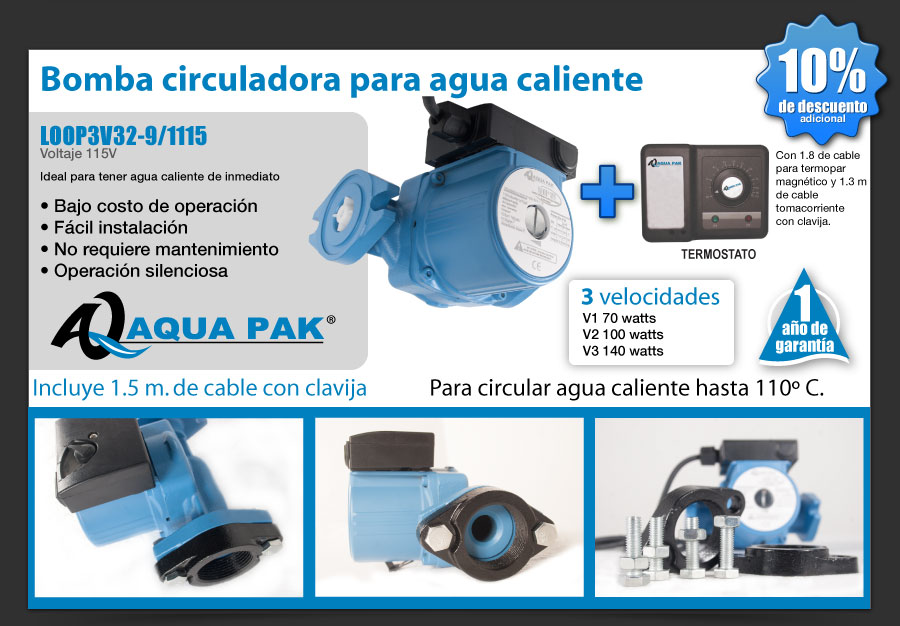 Bomba circuladora para agua caliente
10%
de descuento
adicional
LOOP3V32-9/1115
Voltaje 115V
Ideal para tener agua caliente de inmediato
• Bajo costo de operación
• Fácil instalación
• No requiere mantenimiento
• Operación silenciosa
AQUA PAK®
AQUA PAK
Con 1.8 de cable
para termopar
magnético y 1.3 m
de cable
tomacorriente
con clavija.
TERMOSTATO
3 velocidades
V1 70 watts
V2 100 watts
V3 140 watts
1
año de
garantía
Incluye 1.5 m. de cable con clavija
Para circular agua caliente hasta 110º C.